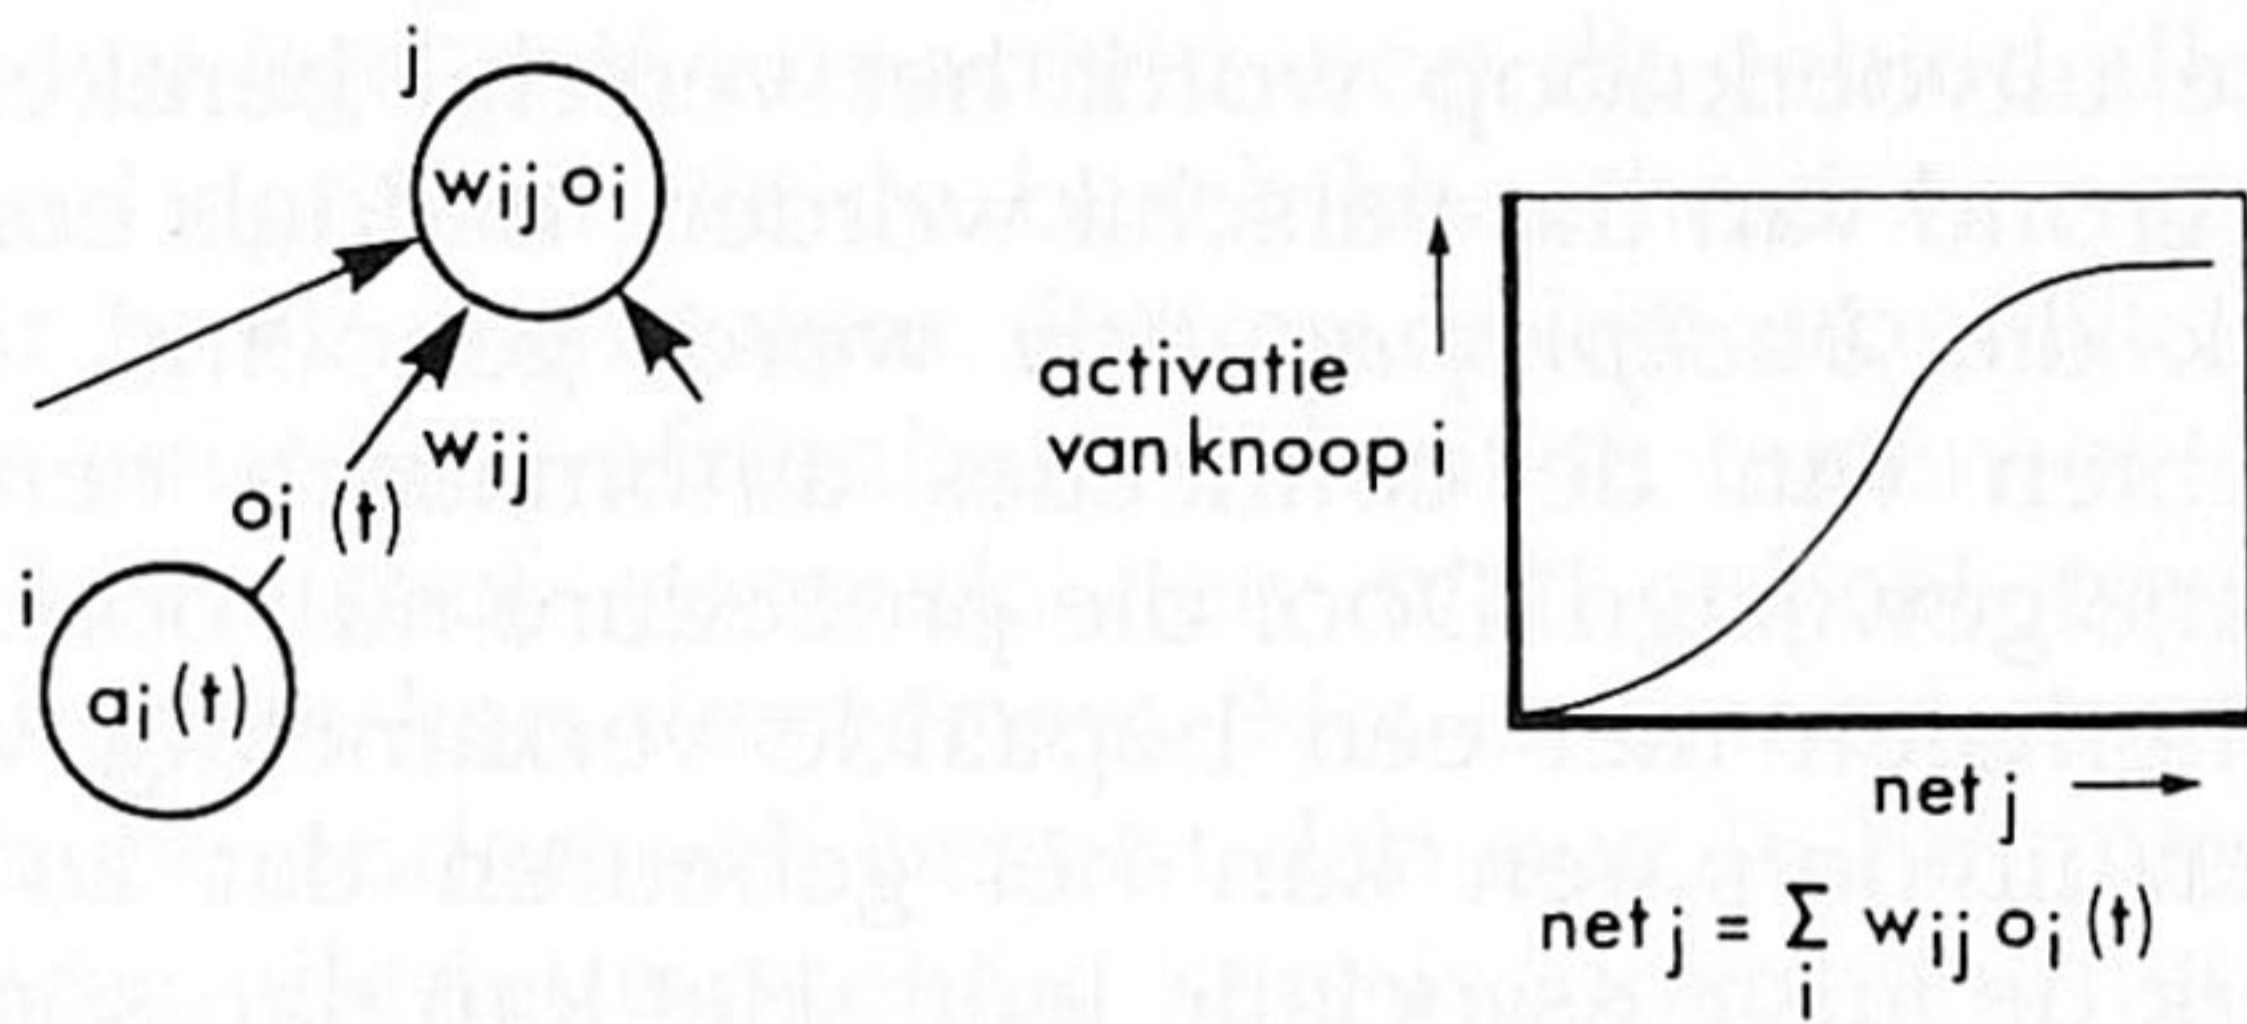 j
wij oi
wij
oi (t)
i
ai (t)
activatie
van knoop i
net j
net j = Σ wij oi (t)
i